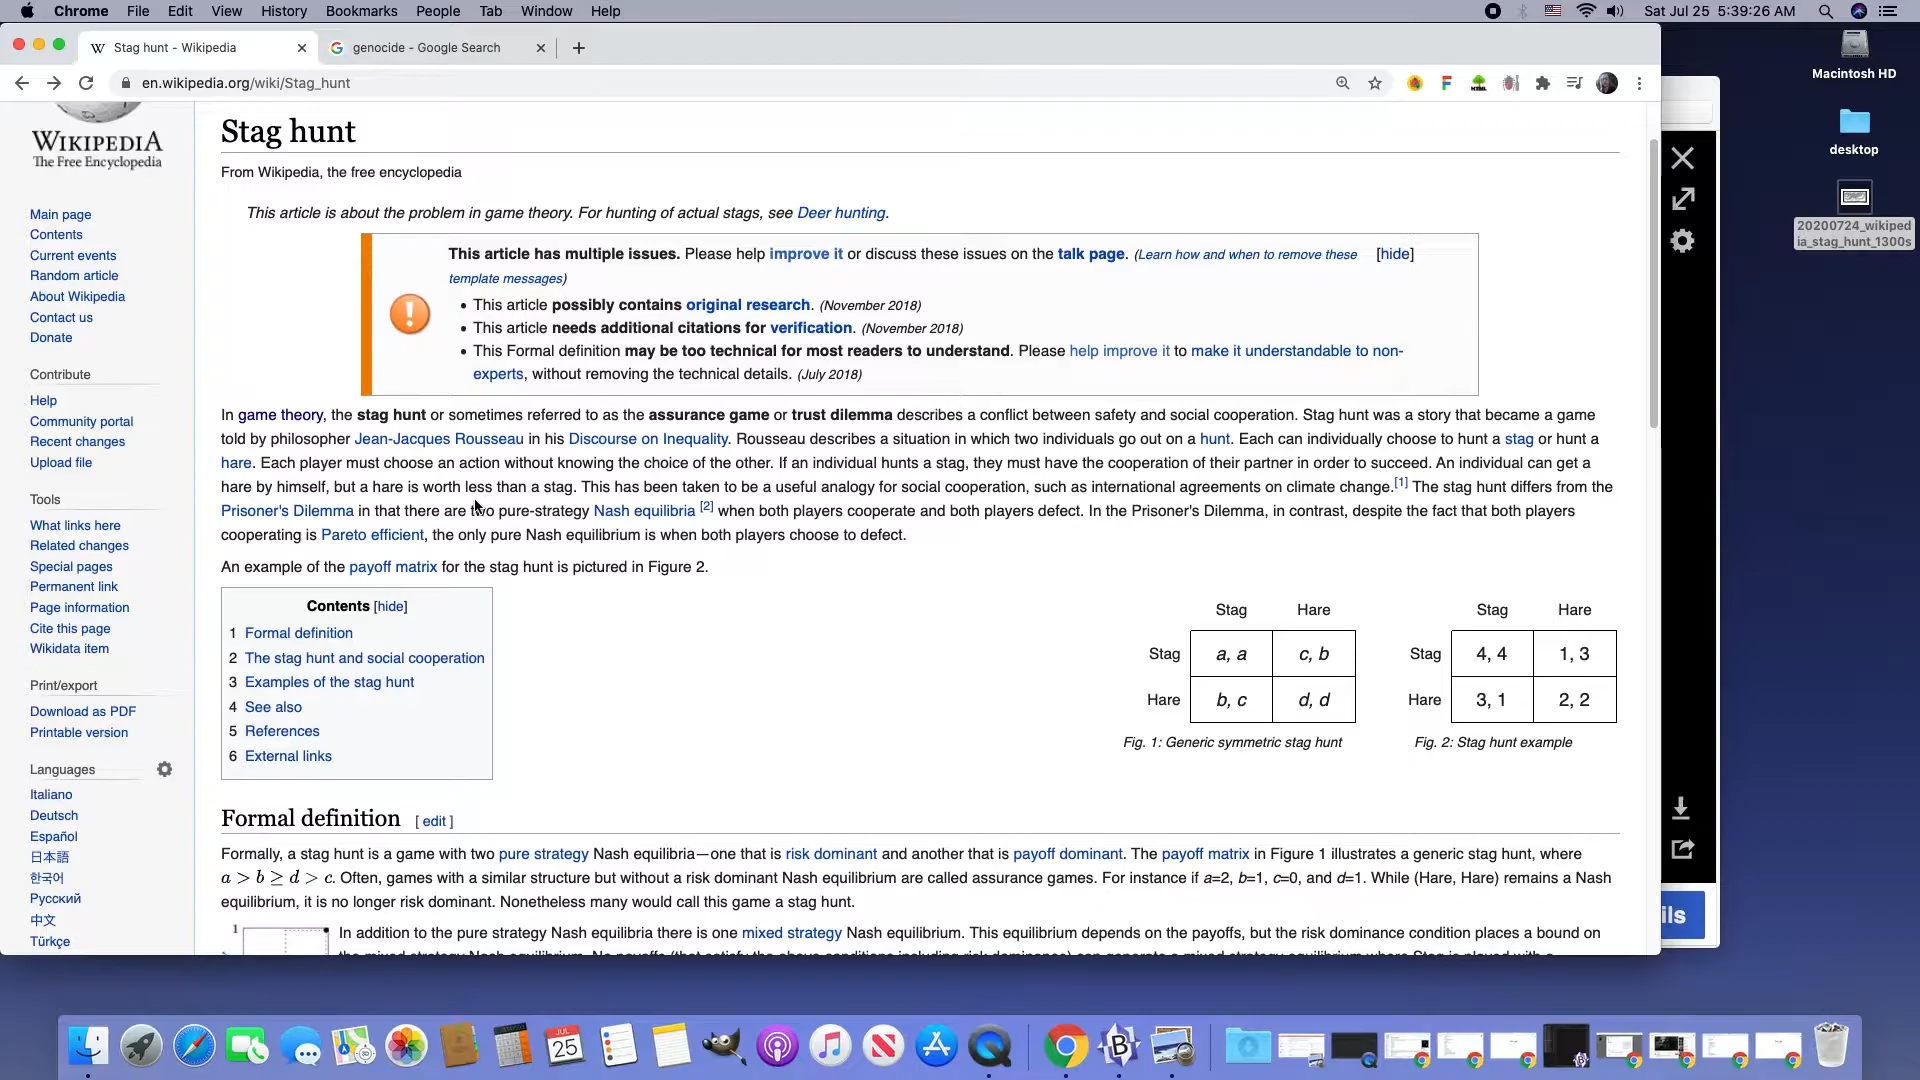 Chrome File Edit View History Bookmarks People Tab Window Help Sat Jul 25 5:39:26 AM
Stag hunt - Wikipedia genocide - Google Search
en.wikipedia.org/wiki/Stag_hunt
Macintosh HD
desktop
20200724_wikiped
ia_stag_hunt_1300s
WIKIPEDIA
The Free Encyclopedia
Main page
Contents
Current events
Random article
About Wikipedia
Contact us
Donate
Contribute
Help
Community portal
Recent changes
Upload file
Tools
What links here
Related changes
Special pages
Permanent link
Page information
Cite this page
Wikidata item
Print/export
Download as PDF
Printable version
Languages
Italiano
Deutsch
Español
日本語
한국어
Русский
中文
Türkçe
Stag hunt
From Wikipedia, the free encyclopedia
This article is about the problem in game theory. For hunting of actual stags, see Deer hunting.
This article has multiple issues. Please help improve it or discuss these issues on the talk page. (Learn how and when to remove these [hide]
template messages)
• This article possibly contains original research. (November 2018)
• This article needs additional citations for verification. (November 2018)
• This Formal definition may be too technical for most readers to understand. Please help improve it to make it understandable to non-
experts, without removing the technical details. (July 2018)
In game theory, the stag hunt or sometimes referred to as the assurance game or trust dilemma describes a conflict between safety and social cooperation. Stag hunt was a story that became a game
told by philosopher Jean-Jacques Rousseau in his Discourse on Inequality. Rousseau describes a situation in which two individuals go out on a hunt. Each can individually choose to hunt a stag or hunt a
hare. Each player must choose an action without knowing the choice of the other. If an individual hunts a stag, they must have the cooperation of their partner in order to succeed. An individual can get a
hare by himself, but a hare is worth less than a stag. This has been taken to be a useful analogy for social cooperation, such as international agreements on climate change.[1] The stag hunt differs from the
Prisoner's Dilemma in that there are two pure-strategy Nash equilibria [2] when both players cooperate and both players defect. In the Prisoner's Dilemma, in contrast, despite the fact that both players
cooperating is Pareto efficient, the only pure Nash equilibrium is when both players choose to defect.
An example of the payoff matrix for the stag hunt is pictured in Figure 2.
Contents [hide]
1 Formal definition
2 The stag hunt and social cooperation
3 Examples of the stag hunt
4 See also
5 References
6 External links
Stag Hare
Stag a, a c, b
Hare b, c d, d
Fig. 1: Generic symmetric stag hunt
Stag Hare
Stag 4, 4 1, 3
Hare 3, 1 2, 2
Fig. 2: Stag hunt example
Formal definition [ edit ]
Formally, a stag hunt is a game with two pure strategy Nash equilibria—one that is risk dominant and another that is payoff dominant. The payoff matrix in Figure 1 illustrates a generic stag hunt, where
a > b ≥ d > c. Often, games with a similar structure but without a risk dominant Nash equilibrium are called assurance games. For instance if a=2, b=1, c=0, and d=1. While (Hare, Hare) remains a Nash
equilibrium, it is no longer risk dominant. Nonetheless many would call this game a stag hunt.
1
In addition to the pure strategy Nash equilibria there is one mixed strategy Nash equilibrium. This equilibrium depends on the payoffs, but the risk dominance condition places a bound on
ils
JUL
25